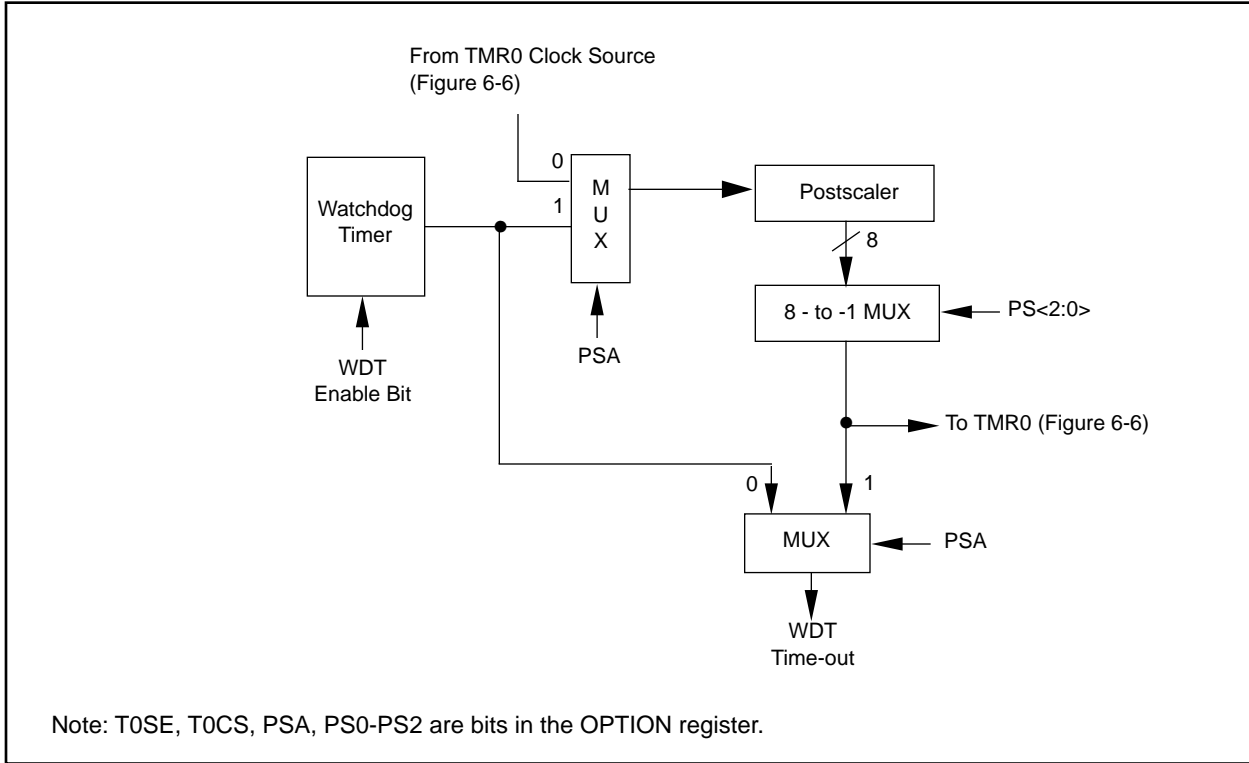 From TMR0 Clock Source
(Figure 6-6)
0
1
M
U
X
Watchdog
Timer
Postscaler
8
8 - to -1 MUX
PS<2:0>
PSA
WDT
Enable Bit
To TMR0 (Figure 6-6)
0
1
MUX
PSA
WDT
Time-out
Note: T0SE, T0CS, PSA, PS0-PS2 are bits in the OPTION register.